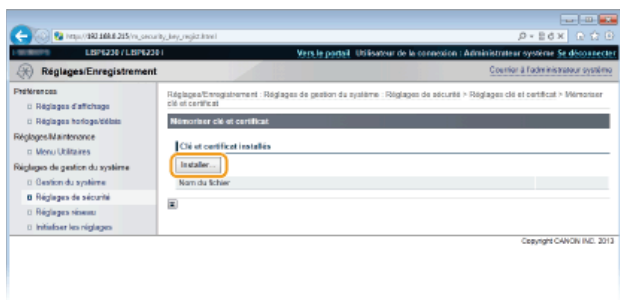 http://192.168.0.215/m_security_key_regist.html
LBP6230 / LBP6230
Vers le portail Utilisateur de la connexion : Administrateur système Se déconnecter
Réglages/Enregistrement
Courrier à l'administrateur système
Préférences
Réglages d'affichage
Réglages horloge/délais
Réglages/Maintenance
Menu Utilitaires
Réglages de gestion du système
Gestion du système
Réglages de sécurité
Réglages réseau
Initialiser les réglages
Réglages/Enregistrement : Réglages de gestion du système : Réglages de sécurité > Réglages clé et certificat > Mémoriser
clé et certificat
Mémoriser clé et certificat
Clé et certificat installés
Installer...
Nom du fichier
Copyright CANON INC. 2013